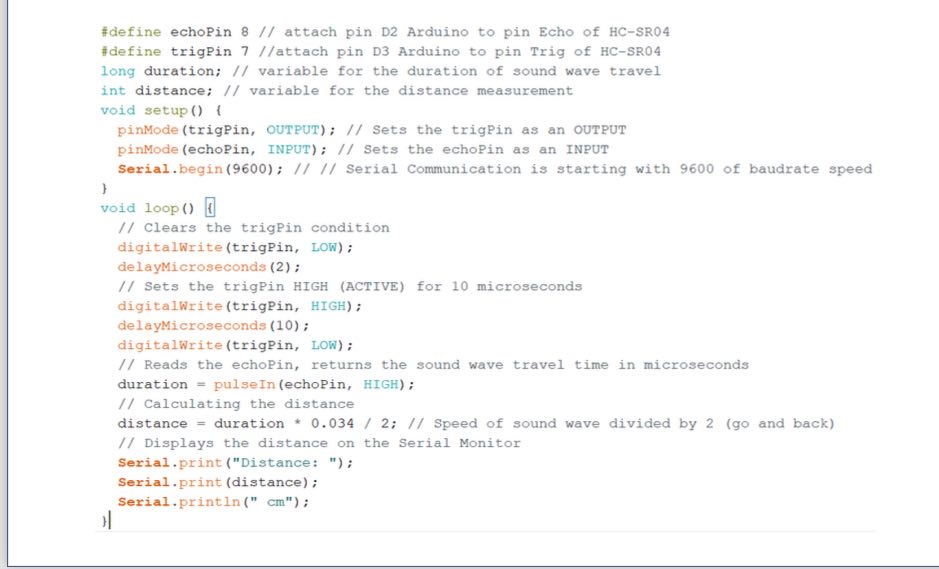 #define echoPin 8 // attach pin D2 Arduino to pin Echo of HC-SR04
#define trigPin 7 //attach pin D3 Arduino to pin Trig of HC-SR04
long duration; // variable for the duration of sound wave travel
int distance; // variable for the distance measurement
void setup() {
  pinMode(trigPin, OUTPUT); // Sets the trigPin as an OUTPUT
  pinMode(echoPin, INPUT); // Sets the echoPin as an INPUT
  Serial.begin(9600); // // Serial Communication is starting with 9600 of baudrate speed
}
void loop() {
  // Clears the trigPin condition
  digitalWrite(trigPin, LOW);
  delayMicroseconds(2);
  // Sets the trigPin HIGH (ACTIVE) for 10 microseconds
  digitalWrite(trigPin, HIGH);
  delayMicroseconds(10);
  digitalWrite(trigPin, LOW);
  // Reads the echoPin, returns the sound wave travel time in microseconds
  duration = pulseIn(echoPin, HIGH);
  // Calculating the distance
  distance = duration * 0.034 / 2; // Speed of sound wave divided by 2 (go and back)
  // Displays the distance on the Serial Monitor
  Serial.print("Distance: ");
  Serial.print(distance);
  Serial.println(" cm");
}